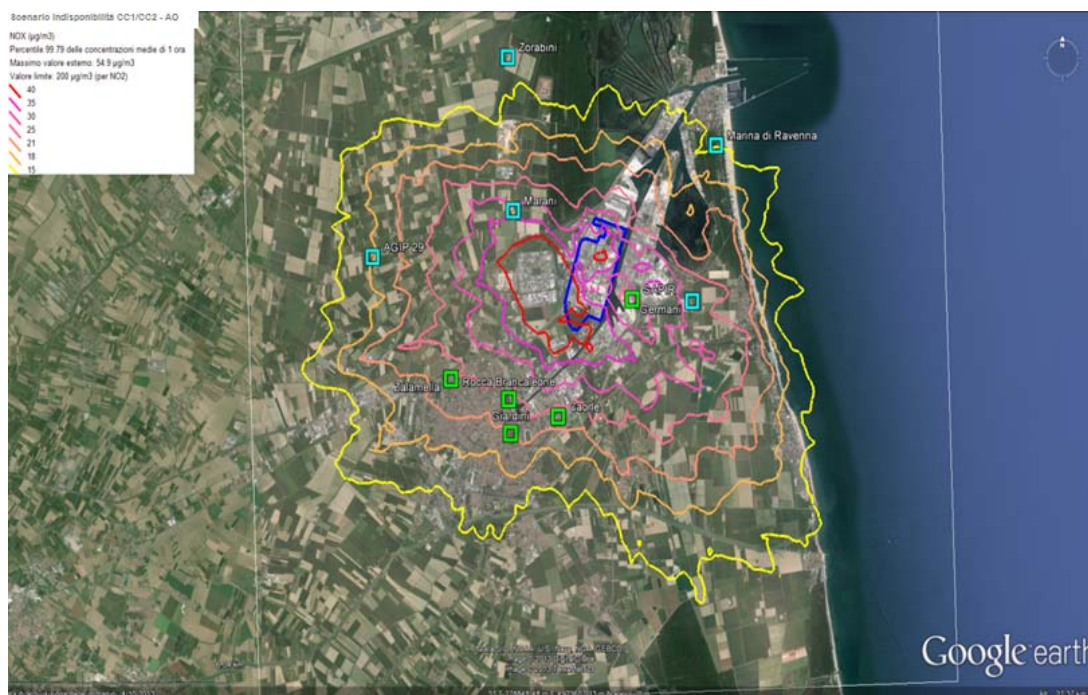 Scenario indisponibilità CC1/CC2 - AO
NOX (µg/m3)
Percentile 99.79 delle concentrazioni medie di 1 ora
Massimo valore esterno: 54.9 µg/m3
Valore limite: 200 µg/m3 (per NO2)
40
35
30
25
21
18
15
Zorabini
Marina di Ravenna
Marani
AGIP 29
SAPIR
Germani
Zalamella
Rocca Brancaleone
Caorle
Giardini
Google earth